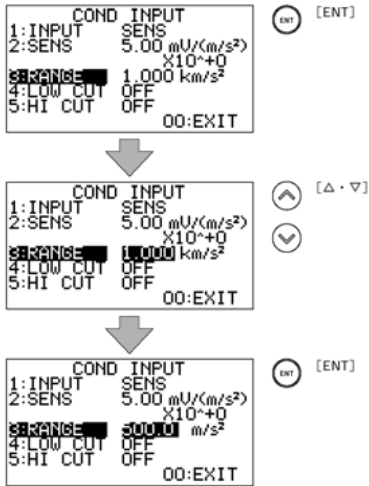 COND INPUT
1:INPUT SENS
2:SENS 5.00 mV/(m/s²)
X10^+0
3:RANGE 1.000 km/s²
4:LOW CUT OFF
5:HI CUT OFF
00:EXIT
ENT [ENT]
COND INPUT
1:INPUT SENS
2:SENS 5.00 mV/(m/s²)
X10^+0
3:RANGE 1.000 km/s²
4:LOW CUT OFF
5:HI CUT OFF
00:EXIT
[△・▽]
COND INPUT
1:INPUT SENS
2:SENS 5.00 mV/(m/s²)
X10^+0
3:RANGE 500.0 m/s²
4:LOW CUT OFF
5:HI CUT OFF
00:EXIT
ENT [ENT]